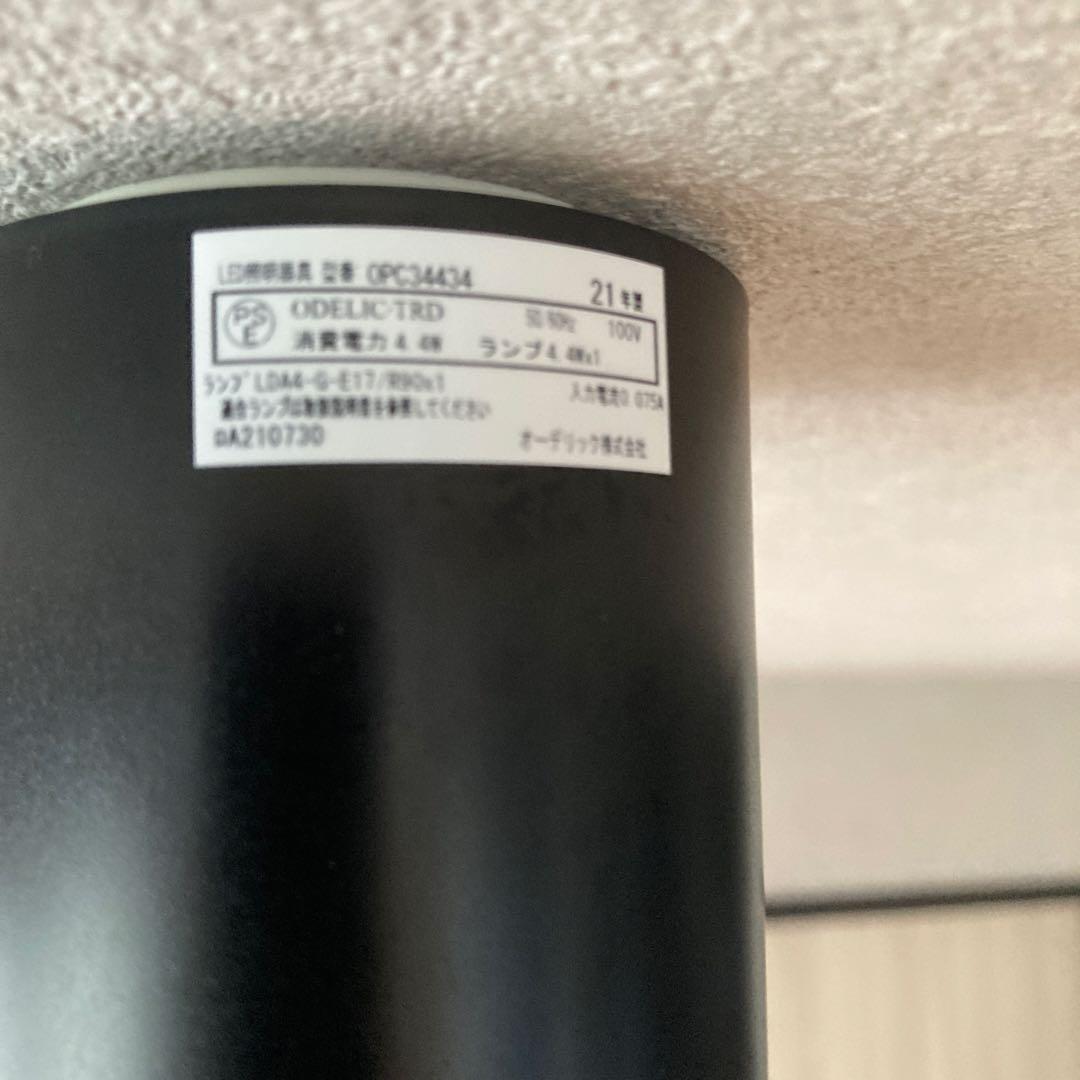 LED照明器具 型番 OPC34434 21年製
PSE ODELIC・TRD 50/60Hz 100V
消費電力4.4W ランプ4.4W×1
ランプ LDA4-G-E17/R90x1 入力電流0.075A
適合ランプは取扱説明書を参照してください
DA210730 オーデリック株式会社